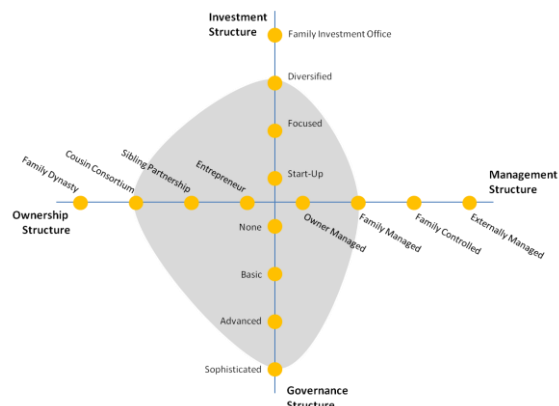 Investment
Structure
Family Investment Office
Diversified
Focused
Start-Up
Family Dynasty
Cousin Consortium
Sibling Partnership
Entrepreneur
Ownership
Structure
Management
Structure
Owner Managed
Family Managed
Family Controlled
Externally Managed
None
Basic
Advanced
Sophisticated
Governance
Structure